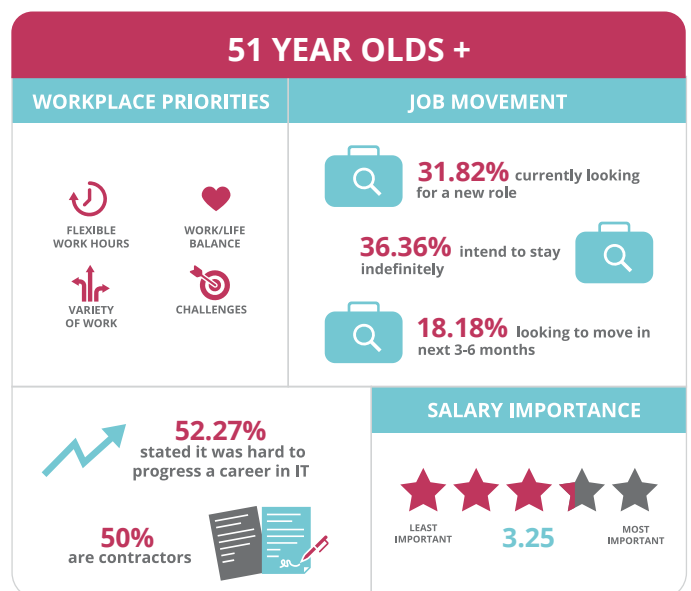 51 YEAR OLDS +
WORKPLACE PRIORITIES
FLEXIBLE
WORK HOURS
WORK/LIFE
BALANCE
VARIETY
OF WORK
CHALLENGES
JOB MOVEMENT
31.82% currently looking
for a new role
36.36% intend to stay
indefinitely
18.18% looking to move in
next 3-6 months
52.27%
stated it was hard to
progress a career in IT
50%
are contractors
SALARY IMPORTANCE
LEAST
IMPORTANT
3.25
MOST
IMPORTANT